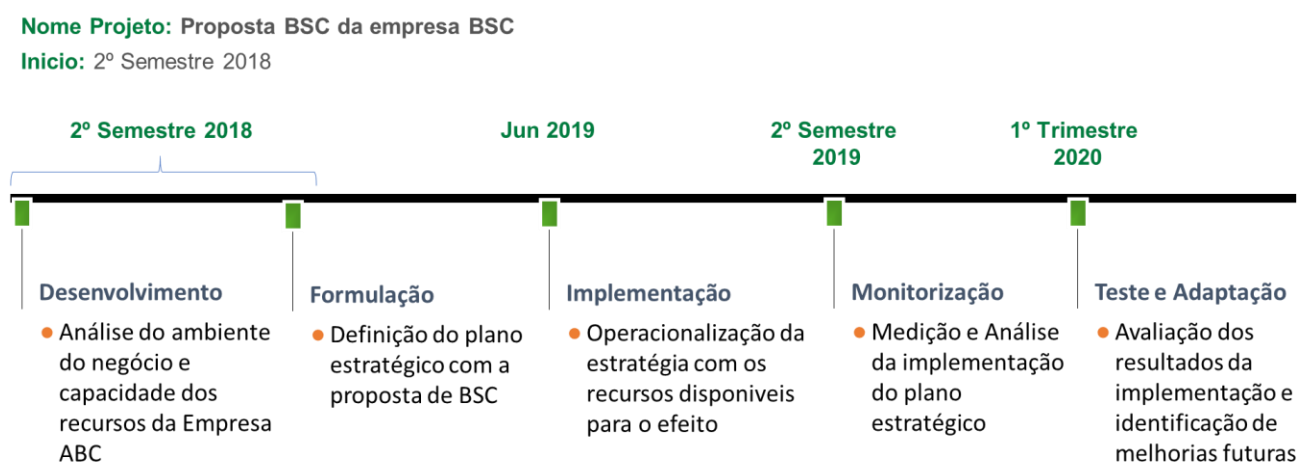 Nome Projeto: Proposta BSC da empresa BSC
Inicio: 2º Semestre 2018
2º Semestre 2018
Jun 2019
2º Semestre
2019
1º Trimestre
2020
Desenvolvimento
• Análise do ambiente
do negócio e
capacidade dos
recursos da Empresa
ABC
Formulação
• Definição do plano
estratégico com a
proposta de BSC
Implementação
• Operacionalização da
estratégia com os
recursos disponiveis
para o efeito
Monitorização
• Medição e Análise
da implementação
do plano
estratégico
Teste e Adaptação
• Avaliação dos
resultados da
implementação e
identificação de
melhorias futuras